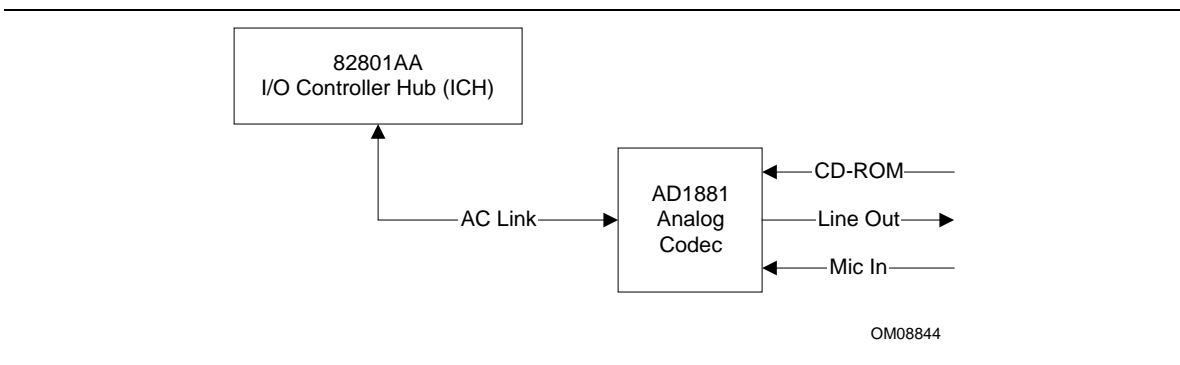 82801AA
I/O Controller Hub (ICH)
AC Link
AD1881
Analog
Codec
CD-ROM
Line Out
Mic In
OM08844